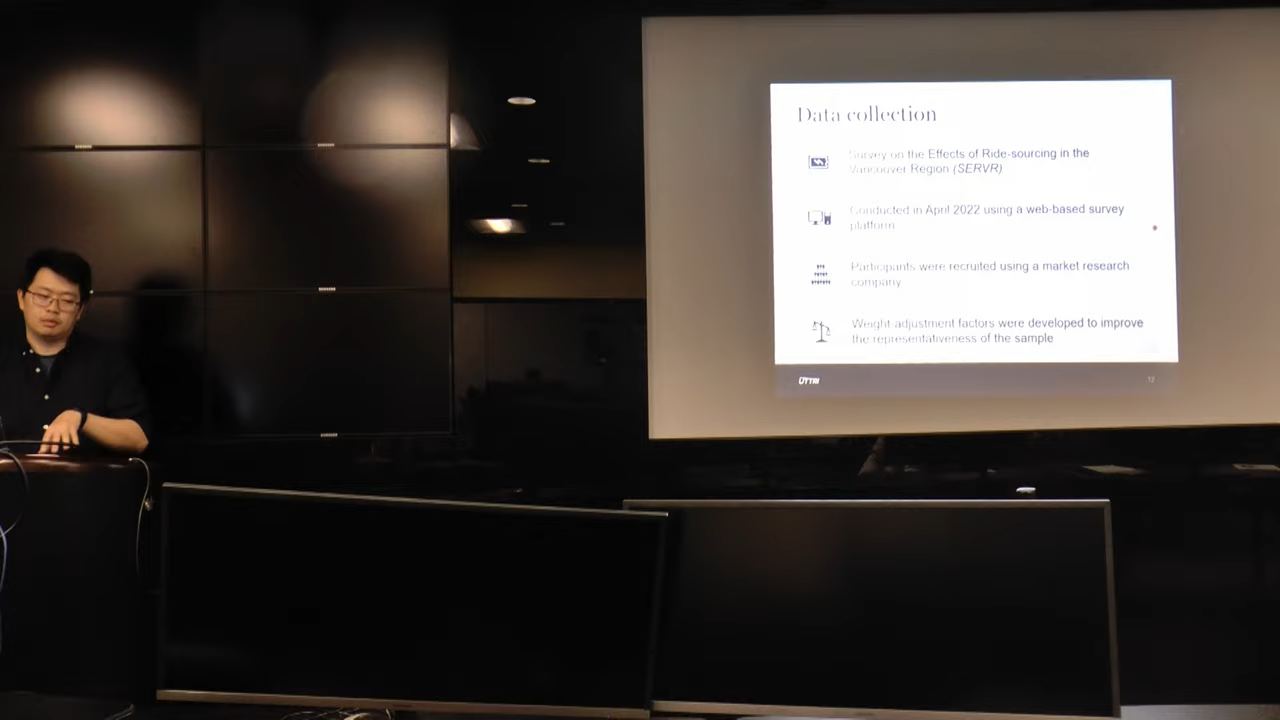 Data collection
Survey on the Effects of Ride-sourcing in the
Vancouver Region (SERVR)
Conducted in April 2022 using a web-based survey
platform
Participants were recruited using a market research
company
Weight-adjustment factors were developed to improve
the representativeness of the sample
UTTRI